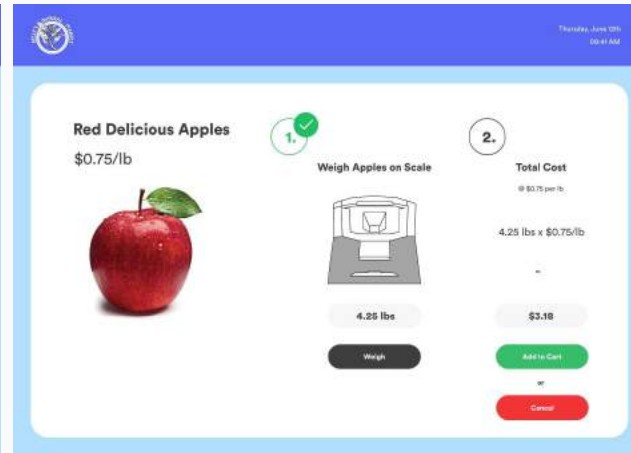 Thursday, June 13th
09:41 AM
Red Delicious Apples
$0.75/lb
1.
Weigh Apples on Scale
4.25 lbs
Weigh
2.
Total Cost
@ $0.75 per lb
4.25 lbs x $0.75/lb
=
$3.18
Add to Cart
or
Cancel